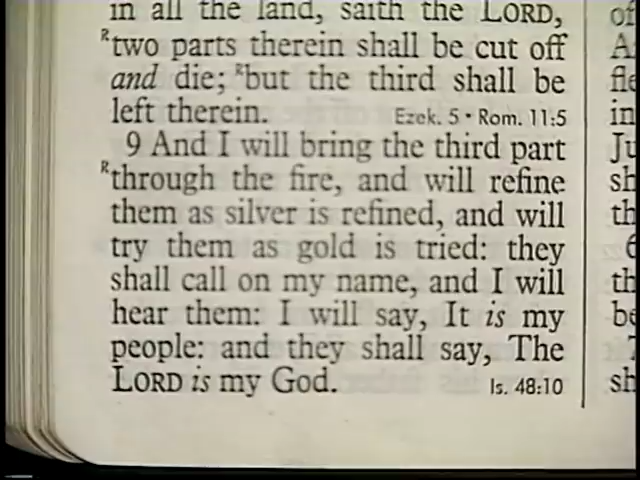 in all the land, saith the LORD,
R two parts therein shall be cut off
and die; R but the third shall be
left therein. Ezek. 5 • Rom. 11:5
9 And I will bring the third part
R through the fire, and will refine
them as silver is refined, and will
try them as gold is tried: they
shall call on my name, and I will
hear them: I will say, It is my
people: and they shall say, The
LORD is my God. Is. 48:10